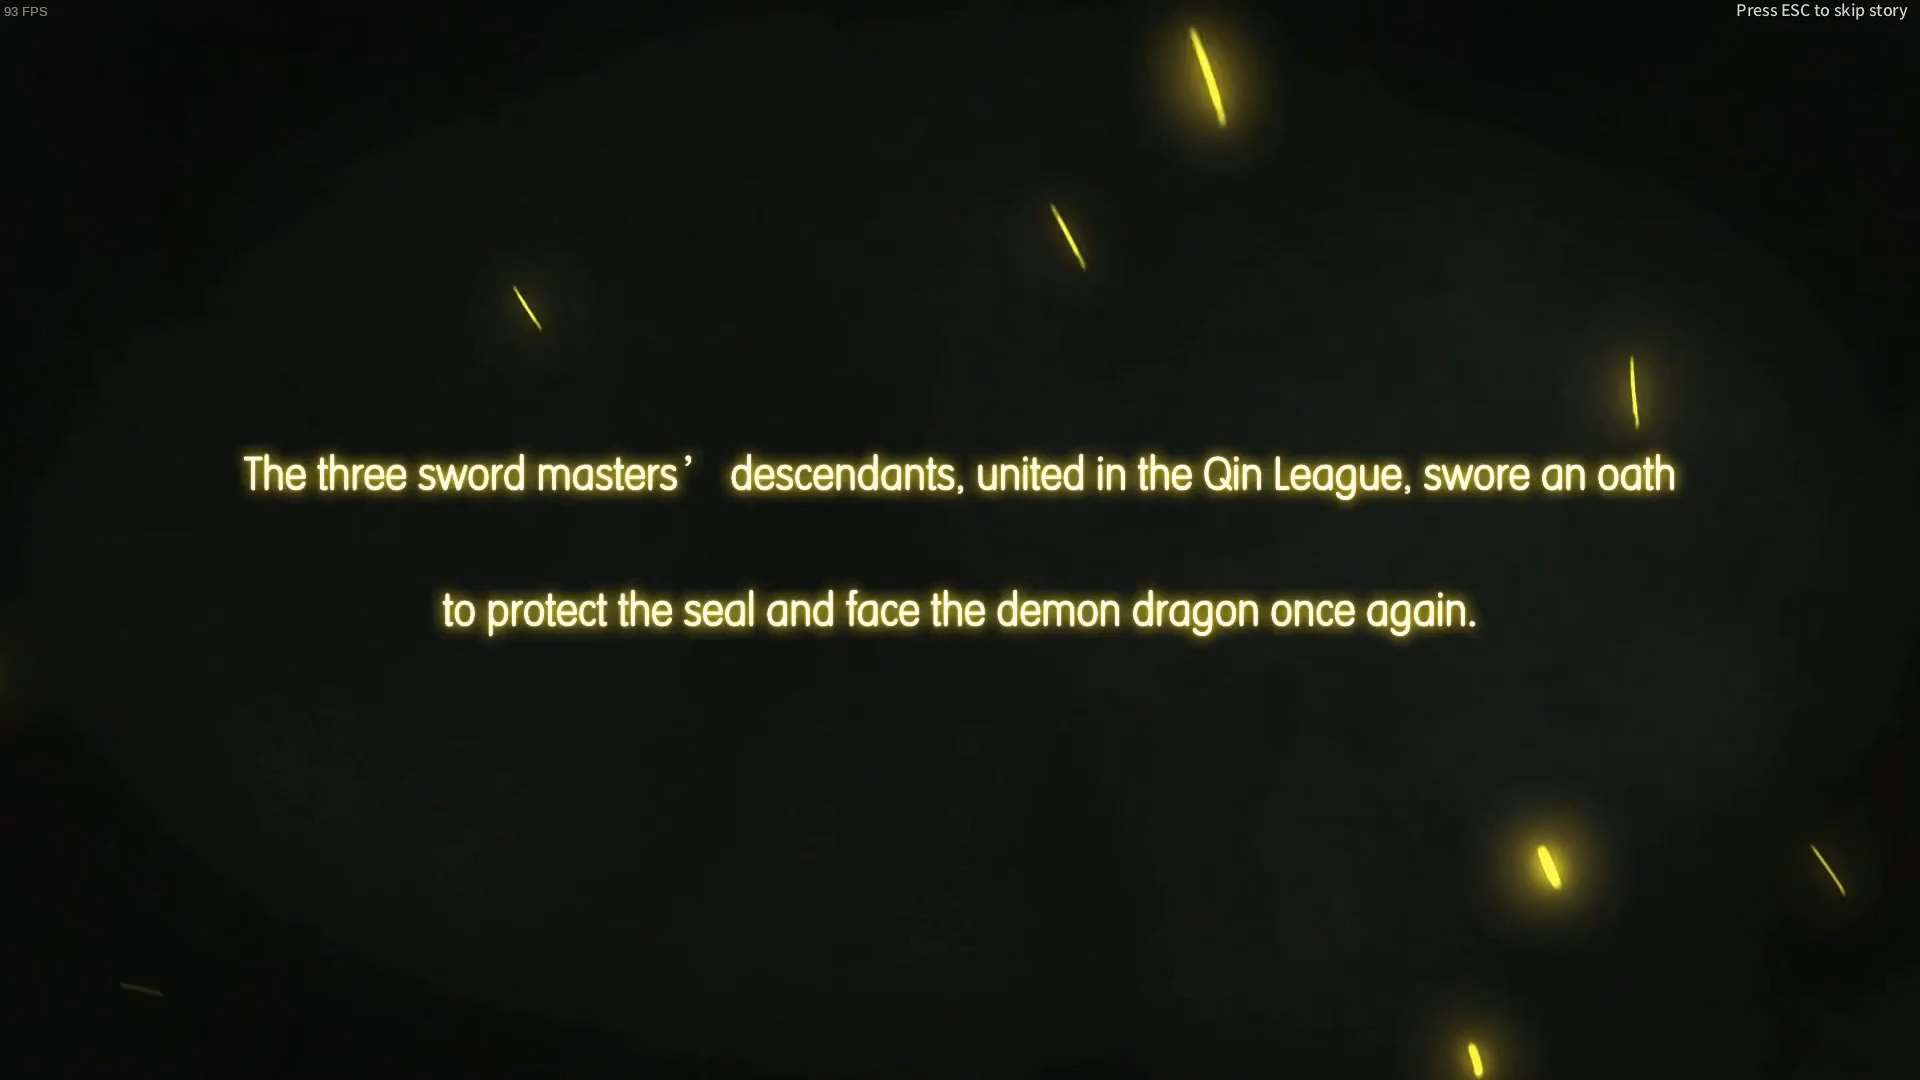 93 FPS
Press ESC to skip story
The three sword masters’ descendants, united in the Qin League, swore an oath
to protect the seal and face the demon dragon once again.